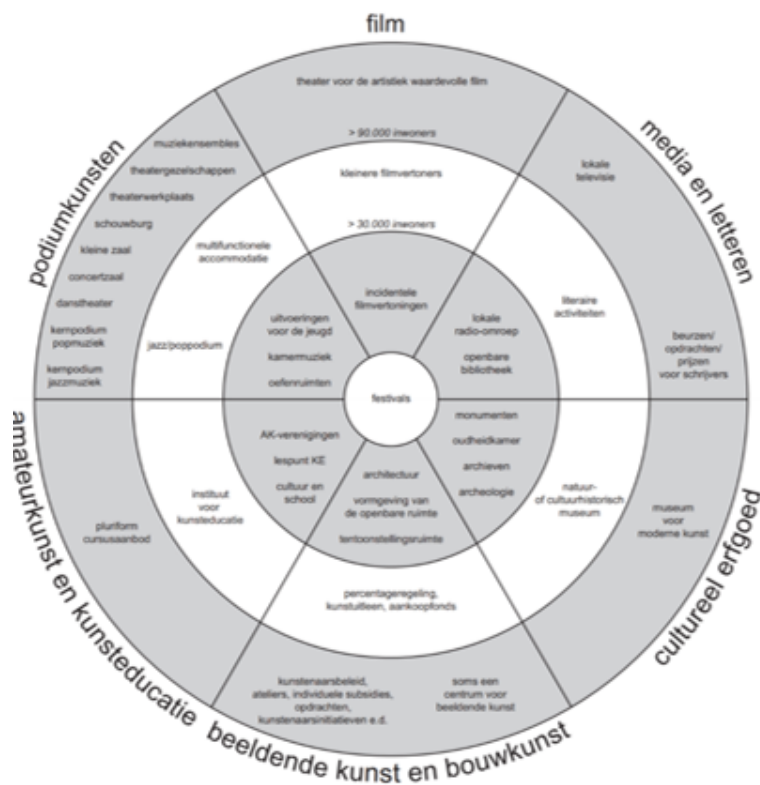 film
theater voor de artistiek waardevolle film
> 90.000 inwoners
kleinere filmvertoners
> 30.000 inwoners
incidentele
filmvertoningen
media en letteren
lokale
televisie
literaire
activiteiten
beurzen/
opdrachten/
prijzen
voor schrijvers
lokale
radio-omroep
openbare
bibliotheek
cultureel erfgoed
monumenten
oudheidkamer
archieven
archeologie
natuur-
of cultuurhistorisch
museum
museum
voor
moderne kunst
beeldende kunst en bouwkunst
architectuur
vormgeving van
de openbare ruimte
tentoonstellingsruimte
percentageregeling,
kunstuitleen, aankoopfonds
kunstenaarsbeleid,
ateliers, individuele subsidies,
opdrachten,
kunstenaarsinitiatieven e.d.
soms een
centrum voor
beeldende kunst
amateurkunst en kunsteducatie
AK-verenigingen
lespunt KE
cultuur en
school
instituut
voor
kunsteducatie
pluriform
cursusaanbod
podiumkunsten
muziekensembles
theatergezelschappen
theaterwerkplaats
schouwburg
kleine zaal
concertzaal
danstheater
kernpodium
popmuziek
kernpodium
jazzmuziek
multifunctionele
accommodatie
jazz/poppodium
uitvoeringen
voor de jeugd
kamermuziek
oefenruimten
festivals